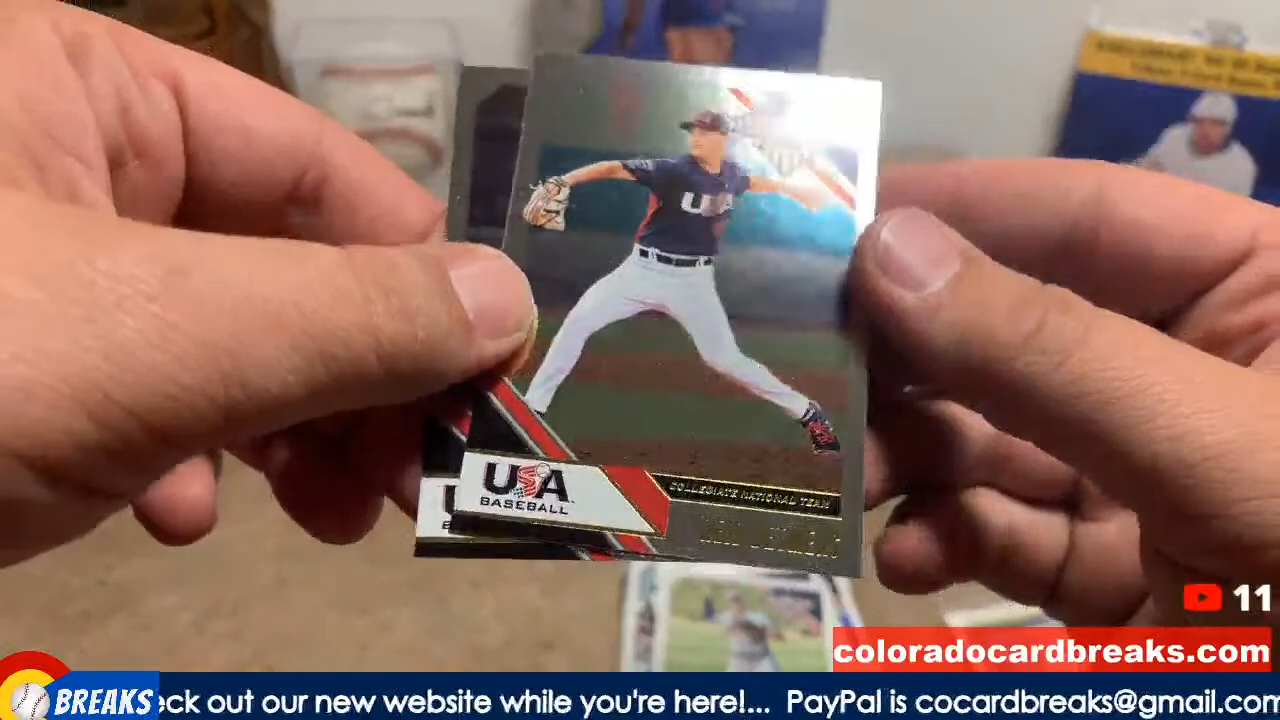 USA
BASEBALL
COLLEGIATE NATIONAL TEAM
11
coloradocardbreaks.com
BREAKS
eck out our new website while you're here!... PayPal is cocardbreaks@gmail.com